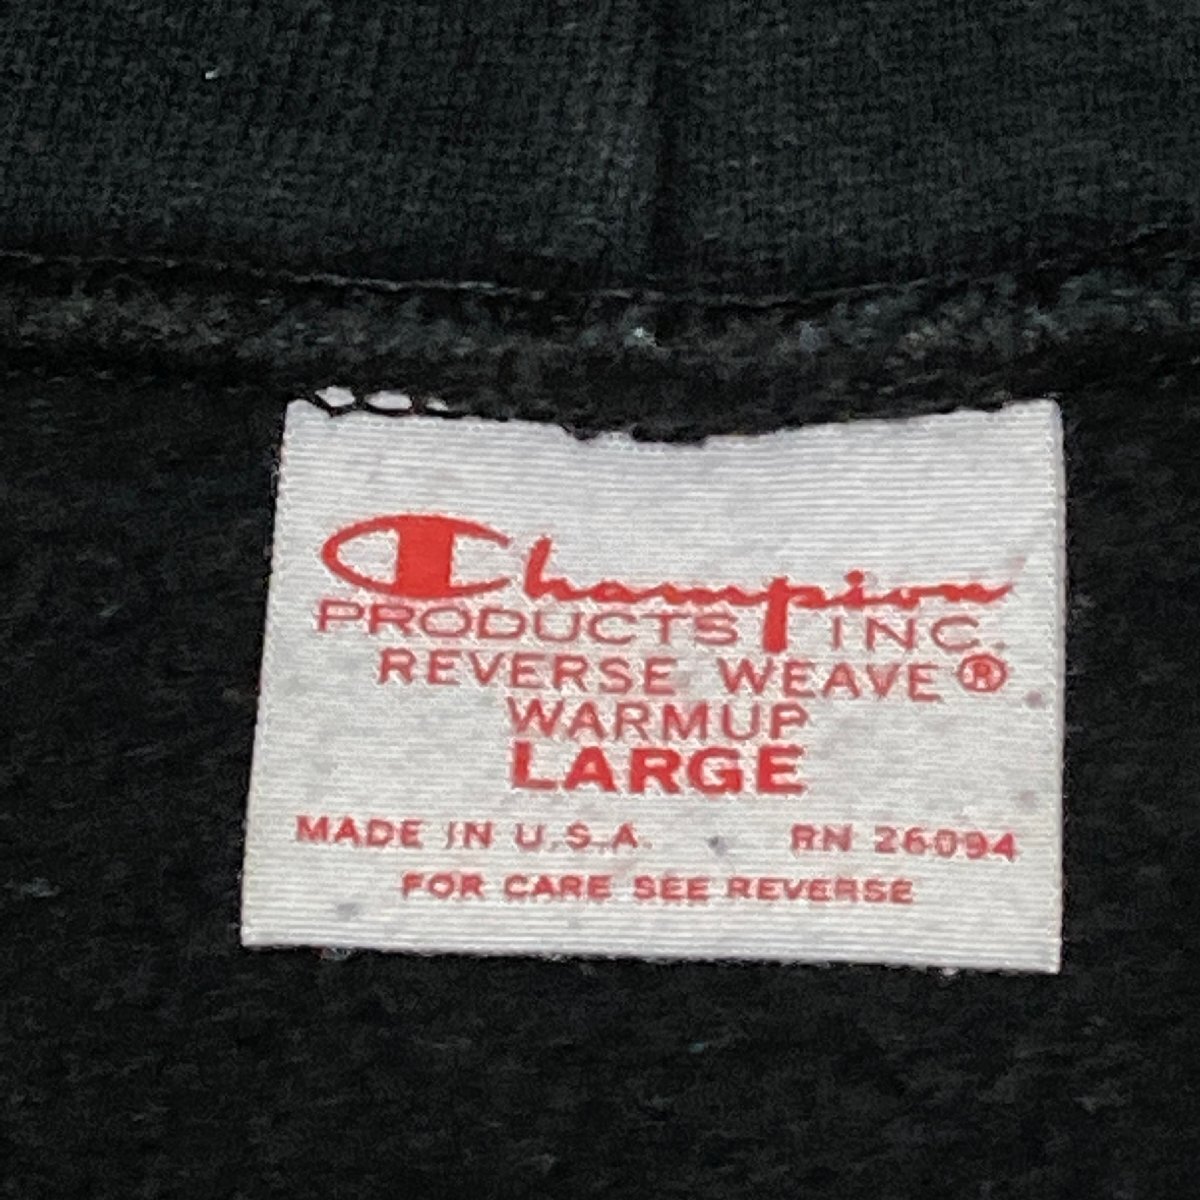 Champion
PRODUCTS INC.
REVERSE WEAVE®
WARMUP
LARGE
MADE IN U.S.A. RN 26094
FOR CARE SEE REVERSE